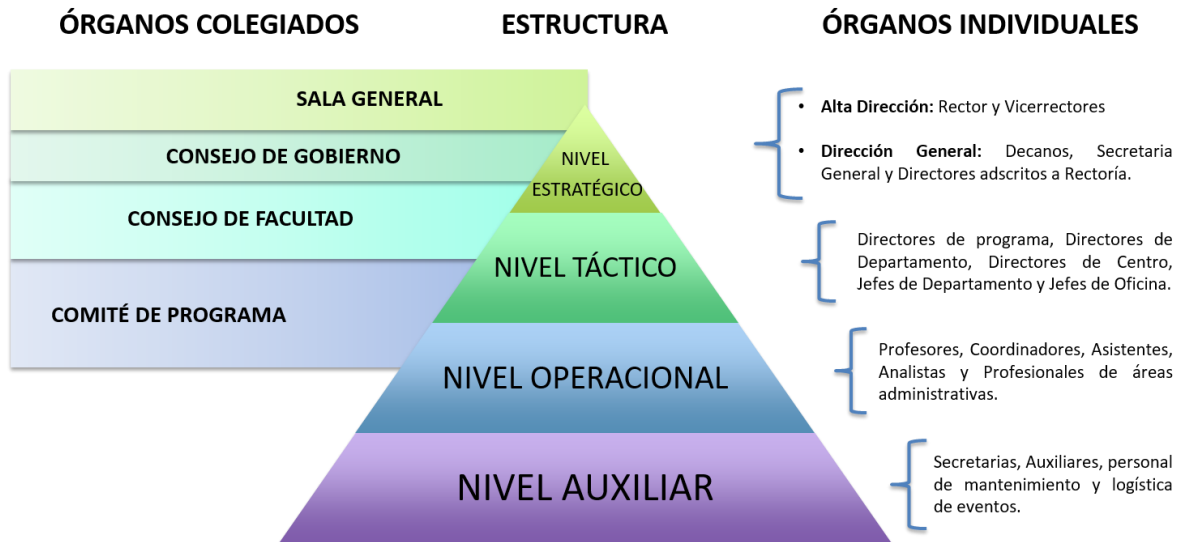 ÓRGANOS COLEGIADOS
ESTRUCTURA
ÓRGANOS INDIVIDUALES
SALA GENERAL
CONSEJO DE GOBIERNO
CONSEJO DE FACULTAD
COMITÉ DE PROGRAMA
NIVEL
ESTRATÉGICO
NIVEL TÁCTICO
NIVEL OPERACIONAL
NIVEL AUXILIAR
• Alta Dirección: Rector y Vicerrectores
• Dirección General: Decanos, Secretaria
General y Directores adscritos a Rectoría.
Directores de programa, Directores de
Departamento, Directores de Centro,
Jefes de Departamento y Jefes de Oficina.
Profesores, Coordinadores, Asistentes,
Analistas y Profesionales de áreas
administrativas.
Secretarias, Auxiliares, personal
de mantenimiento y logística
de eventos.